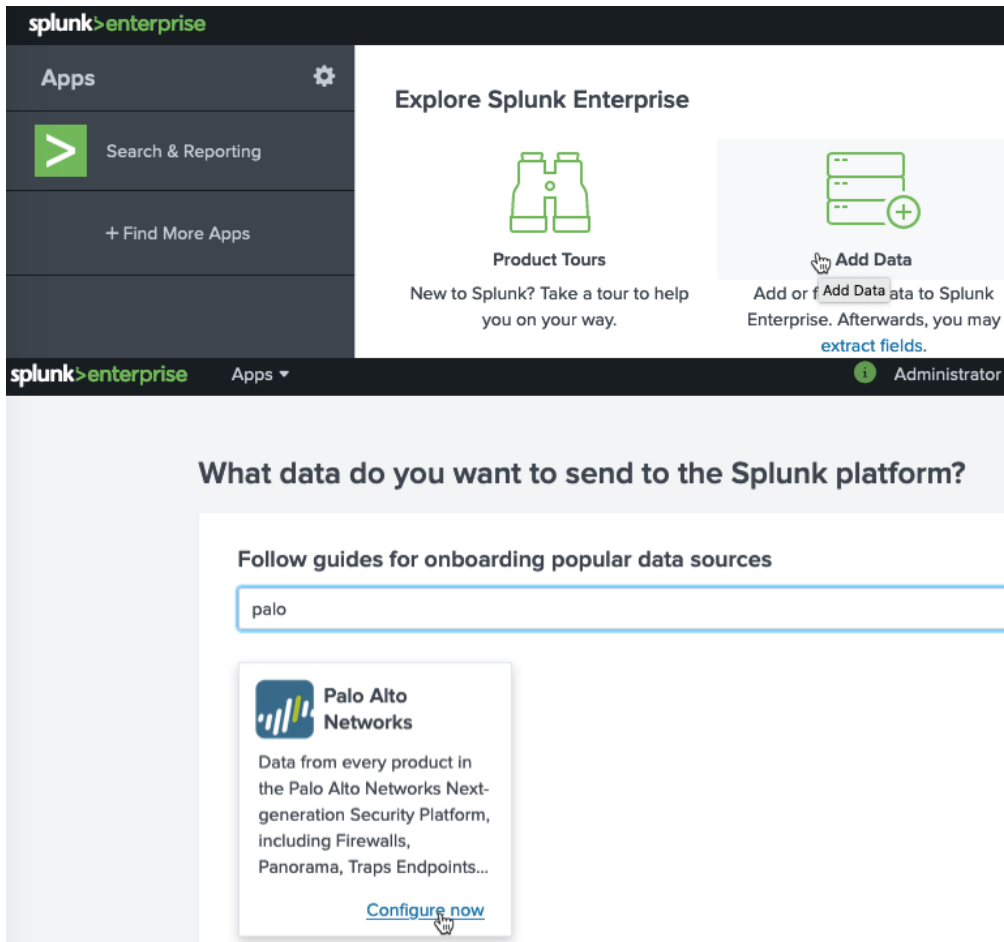 splunk>enterprise
Apps
Explore Splunk Enterprise
Search & Reporting
+ Find More Apps
Product Tours
New to Splunk? Take a tour to help
you on your way.
Add Data
Add or f Add Data ata to Splunk
Enterprise. Afterwards, you may
extract fields.
splunk>enterprise Apps i Administrator
What data do you want to send to the Splunk platform?
Follow guides for onboarding popular data sources
palo
Palo Alto
Networks
Data from every product in
the Palo Alto Networks Next-
generation Security Platform,
including Firewalls,
Panorama, Traps Endpoints...
Configure now